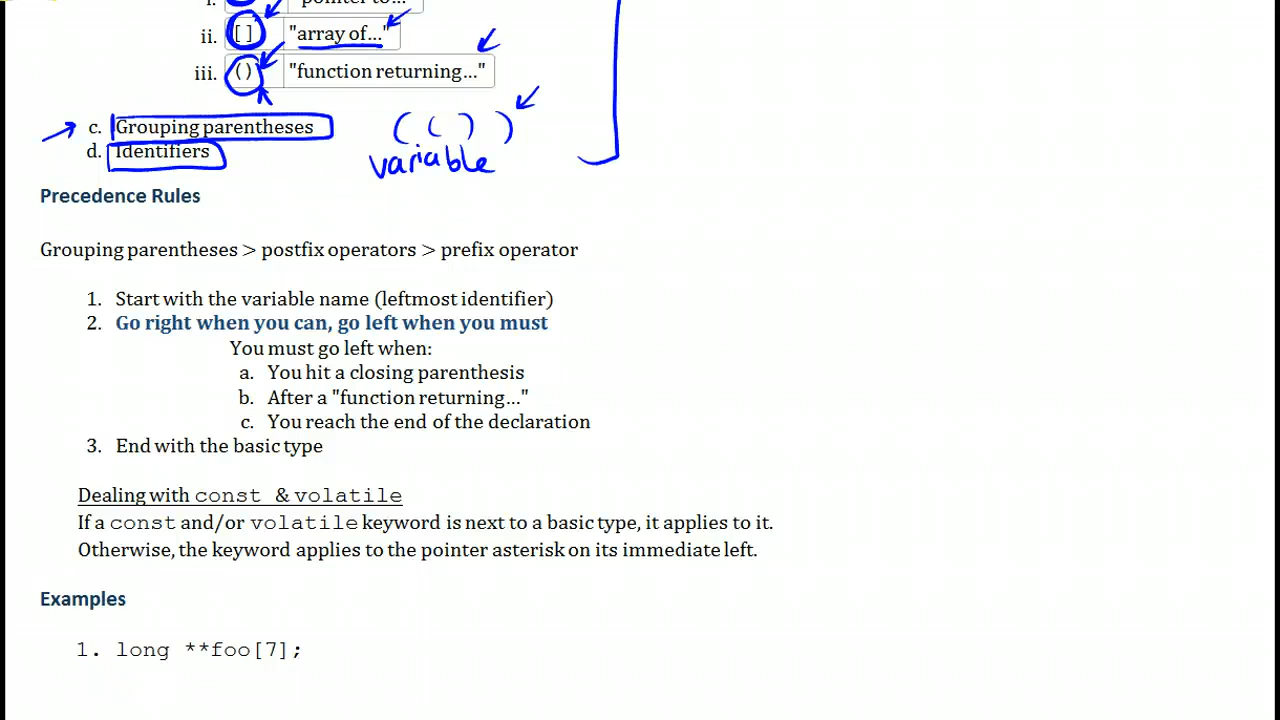 i. "pointer to..."
ii. [] "array of..."
iii. () "function returning..."
c. Grouping parentheses ( ( ) )
d. Identifiers variable
Precedence Rules
Grouping parentheses > postfix operators > prefix operator
1. Start with the variable name (leftmost identifier)
2. Go right when you can, go left when you must
You must go left when:
a. You hit a closing parenthesis
b. After a "function returning..."
c. You reach the end of the declaration
3. End with the basic type
Dealing with const & volatile
If a const and/or volatile keyword is next to a basic type, it applies to it.
Otherwise, the keyword applies to the pointer asterisk on its immediate left.
Examples
1. long **foo[7];